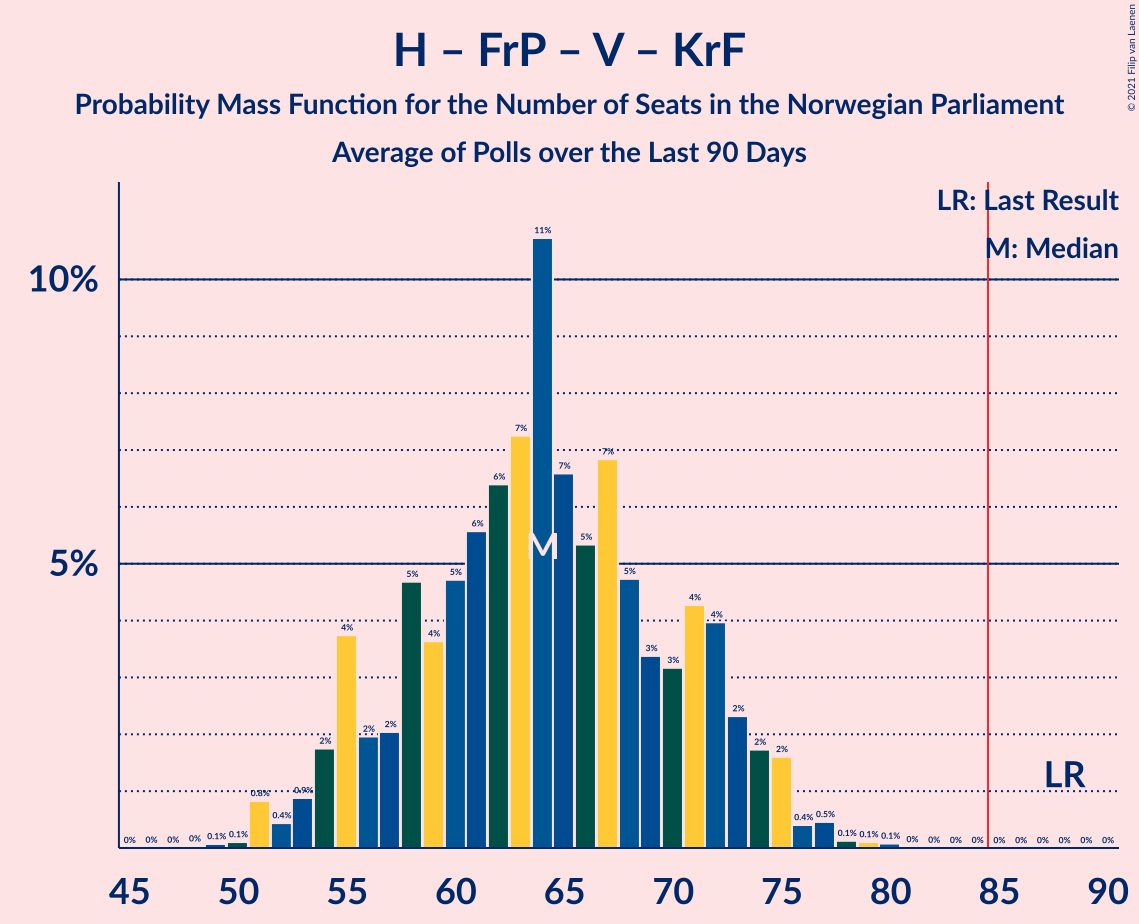 H – FrP – V – KrF
Probability Mass Function for the Number of Seats in the Norwegian Parliament
Average of Polls over the Last 90 Days
© 2021 Filip van Laenen
LR: Last Result
M: Median
10%
5%
0% 0% 0% 0% 0.1% 0.1% 0.8% 0.4% 0.9% 2% 4% 2% 2% 5% 4% 5% 6% 6% 7% 11% 7% 5% 7% 5% 3% 3% 4% 4% 2% 2% 2% 0.4% 0.5% 0.1% 0.1% 0.1% 0% 0% 0% 0% 0% 0% 0% 0% 0% 0%
M
LR
45 50 55 60 65 70 75 80 85 90